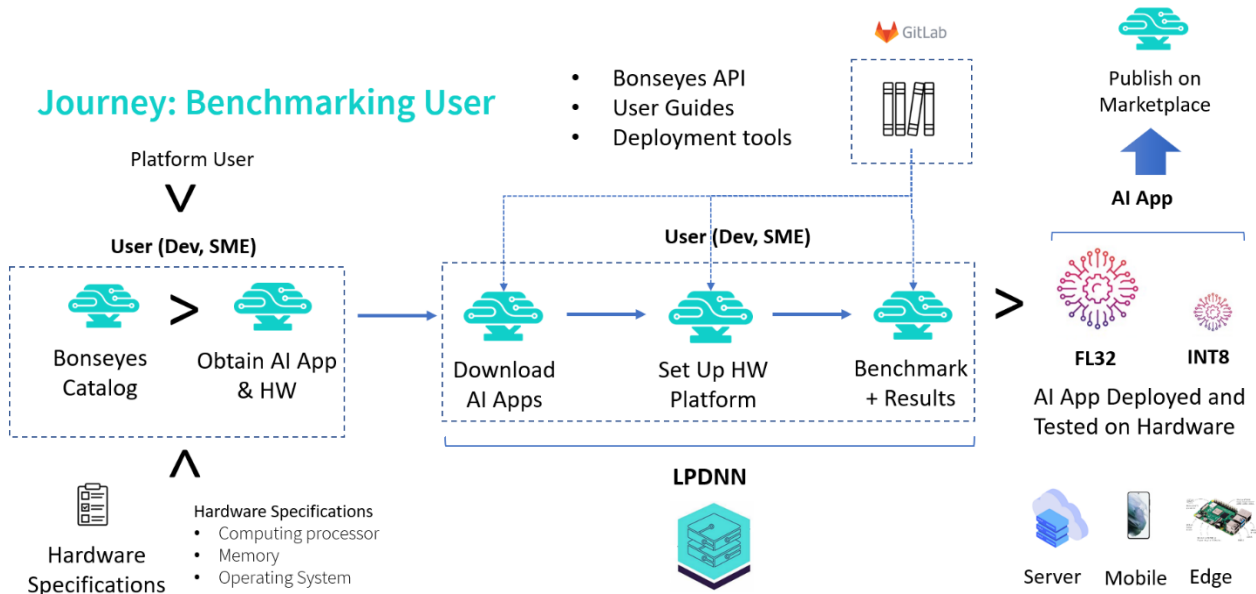 Journey: Benchmarking User
Platform User
User (Dev, SME)
Bonseyes
Catalog
Obtain AI App
& HW
Hardware
Specifications
Hardware Specifications
• Computing processor
• Memory
• Operating System
• Bonseyes API
• User Guides
• Deployment tools
GitLab
User (Dev, SME)
Download
AI Apps
Set Up HW
Platform
Benchmark
+ Results
LPDNN
Publish on
Marketplace
AI App
FL32
INT8
AI App Deployed and
Tested on Hardware
Server
Mobile
Edge